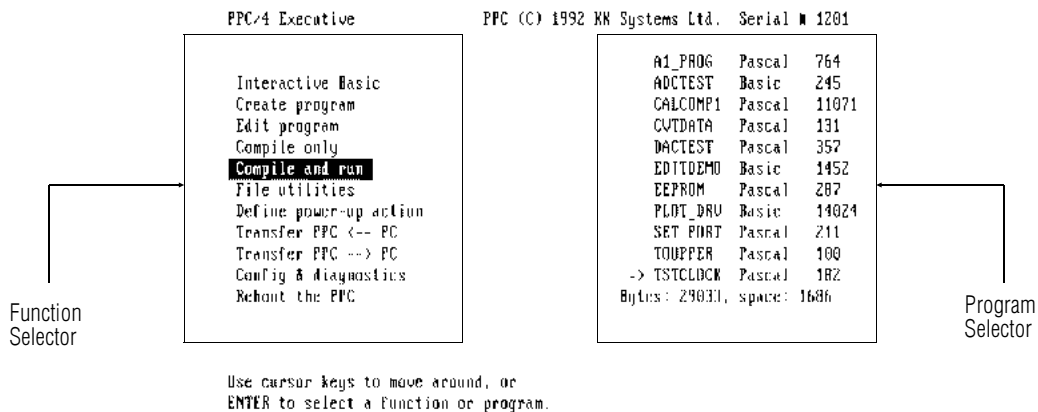 PPC/4 Executive PPC (C) 1992 KK Systems Ltd. Serial # 1201
Interactive Basic
Create program
Edit program
Compile only
Compile and run
File utilities
Define power-up action
Transfer PPC <-- PC
Transfer PPC --> PC
Config & diagnostics
Reboot the PPC
A1_PROG Pascal 764
ADCTEST Basic 245
CALCOMP1 Pascal 11071
CVTDATA Pascal 131
DACTEST Pascal 357
EDITDEMO Basic 1452
EEPROM Pascal 287
PLOT_DRV Basic 14024
SET_PORT Pascal 211
TOUPPER Pascal 100
-> TSTCLOCK Pascal 182
Bytes: 29033, space: 1686
Function
Selector
Program
Selector
Use cursor keys to move around, or
ENTER to select a function or program.